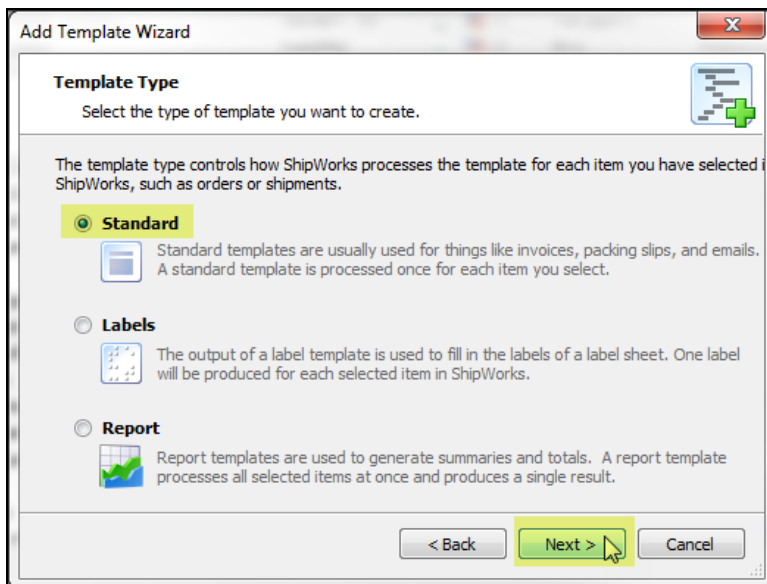 Add Template Wizard
Template Type
Select the type of template you want to create.
The template type controls how ShipWorks processes the template for each item you have selected i
ShipWorks, such as orders or shipments.
Standard
Standard templates are usually used for things like invoices, packing slips, and emails.
A standard template is processed once for each item you select.
Labels
The output of a label template is used to fill in the labels of a label sheet. One label
will be produced for each selected item in ShipWorks.
Report
Report templates are used to generate summaries and totals. A report template
processes all selected items at once and produces a single result.
< Back Next > Cancel